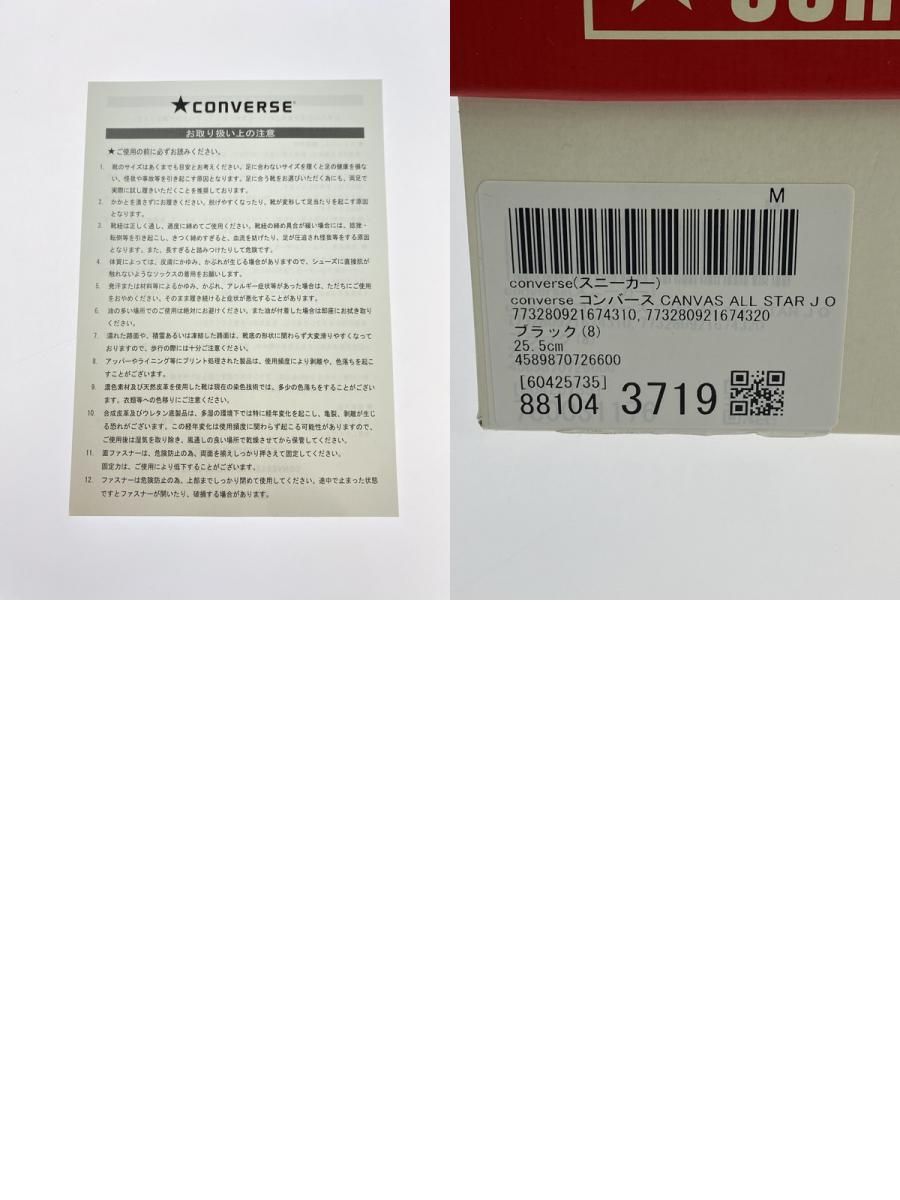 ★CONVERSE
お取り扱い上の注意
★ご使用の前に必ずお読みください。
1. 靴のサイズはあくまでも目安とお考えください。足に合わないサイズを履くと足の健康を損な
い、怪我や事故等を引き起こす原因となります。足に合う靴をお選びいただく為にも、両足で
実際に試し履きいただくことを推奨しております。
2. かかとを潰さずにお履きください。脱げやすくなったり、靴が変形して足当たりを起こす原因
となります。
3. 靴紐は正しく通し、適度に締めてご使用ください。靴紐の締め具合が緩い場合には、捻挫・
転倒等を引き起こし、きつく締めすぎると、血流を妨げたり、足が圧迫され怪我等をする原因
となります。また、長すぎると踏みつけたりして危険です。
4. 体質によっては、皮膚にかゆみ、かぶれが生じる場合がありますので、シューズに直接肌が
触れないようなソックスの着用をお願いします。
5. 発汗または材料等によるかゆみ、かぶれ、アレルギー症状等があった場合は、ただちにご使用
をおやめください。そのまま履き続けると症状が悪化することがあります。
6. 油の多い場所でのご使用は絶対にお避けください。また油が付着した場合は即座にお拭き取り
ください。
7. 濡れた路面や、積雪あるいは凍結した路面は、靴底の形状に関わらず大変滑りやすくなって
おりますので、歩行の際には十分ご注意ください。
8. アッパーやライニング等にプリント処理された製品は、使用頻度により剥離や、色落ちを起こ
すことがございます。
9. 濃色素材及び天然皮革を使用した靴は現在の染色技術では、多少の色落ちをすることがござい
ます。衣類等への色移りにご注意ください。
10. 合成皮革及びウレタン底製品は、多湿の環境下では特に経年変化を起こし、亀裂、剥離が生じ
る恐れがございます。この経年変化は使用頻度に関わらず起こる可能性がありますので、
ご使用後は湿気を取り除き、風通しの良い場所で乾燥させてから保管してください。
11. 面ファスナーは、危険防止の為、両面を揃えしっかり押さえて固定してください。
固定力は、ご使用により低下することがございます。
12. ファスナーは危険防止の為、上部までしっかり閉めて使用してください。途中で止まった状態
ですとファスナーが開いたり、破損する場合があります。
M
converse(スニーカー)
converse コンバース CANVAS ALL STAR J O
773280921674310, 773280921674320
ブラック(8)
25.5cm
4589870726600
[60425735]
88104 3719